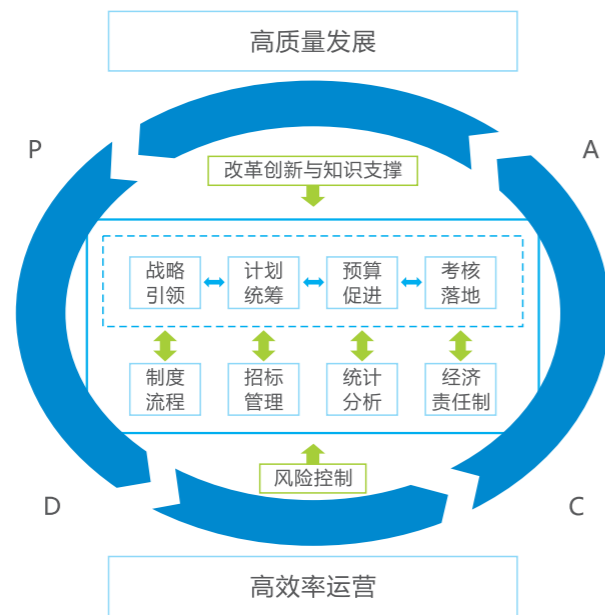 高质量发展
P
A
改革创新与知识支撑
战略
引领
计划
统筹
预算
促进
考核
落地
制度
流程
招标
管理
统计
分析
经济
责任制
风险控制
D
C
高效率运营